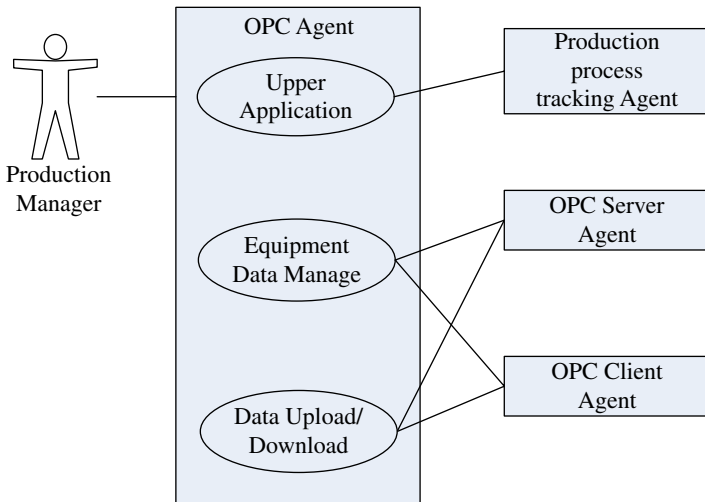 OPC Agent
Upper
Application
Production
process
tracking Agent
Production
Manager
Equipment
Data Manage
OPC Server
Agent
Data Upload/
Download
OPC Client
Agent